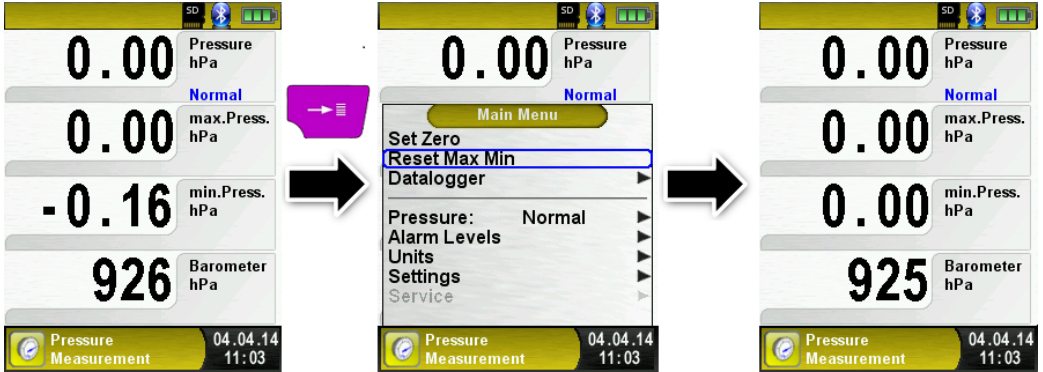 SD
0.00 Pressure
hPa
Normal
0.00 max.Press.
hPa
-0.16 min.Press.
hPa
926 Barometer
hPa
Pressure
Measurement
04.04.14
11:03
SD
0.00 Pressure
hPa
Normal
Main Menu
Set Zero
Reset Max Min
Datalogger
Pressure: Normal
Alarm Levels
Units
Settings
Service
Pressure
Measurement
04.04.14
11:03
SD
0.00 Pressure
hPa
Normal
0.00 max.Press.
hPa
0.00 min.Press.
hPa
925 Barometer
hPa
Pressure
Measurement
04.04.14
11:03